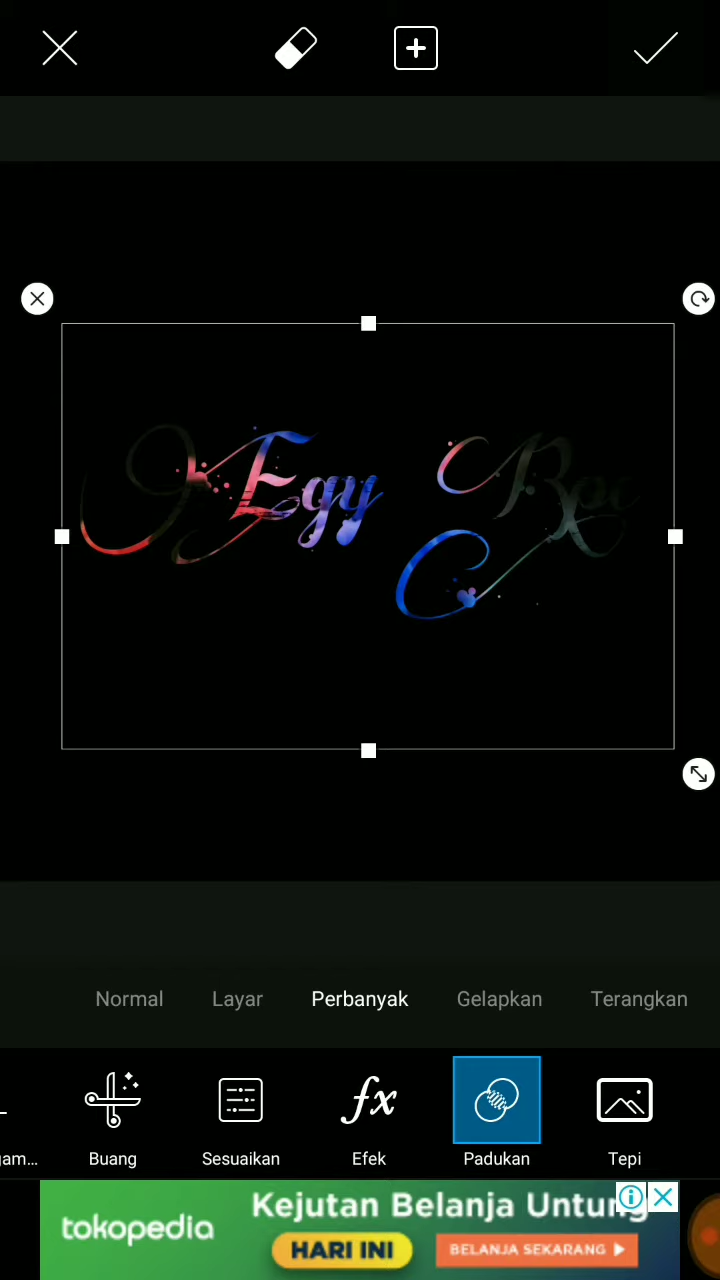 Egy
Normal Layar Perbanyak Gelapkan Terangkan
Buang Sesuaikan Efek Padukan Tepi
fx
tokopedia
Kejutan Belanja Untung
HARI INI BELANJA SEKARANG